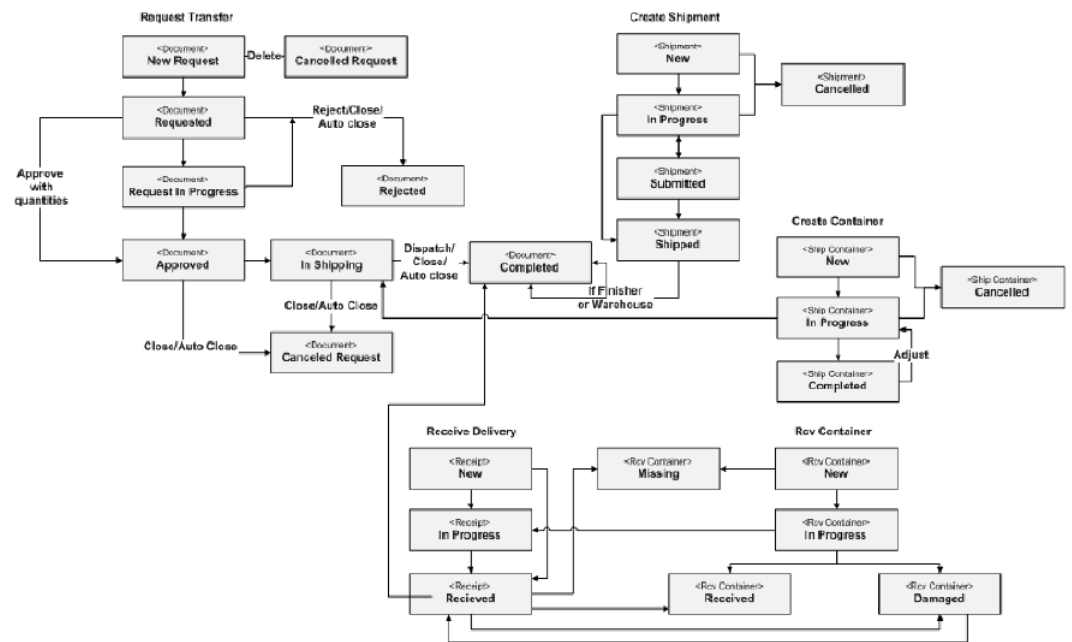 Request Transfer
<Document>
New Request
Delete
<Document>
Cancelled Request
<Document>
Requested
Reject/Close/
Auto close
Approve
with
quantities
<Document>
Request In Progress
<Document>
Rejected
<Document>
Approved
<Document>
In Shipping
Dispatch/
Close/
Auto close
<Document>
Completed
Close/Auto Close
If Finisher
or Warehouse
Close/Auto Close
<Document>
Canceled Request
Create Shipment
<Shipment>
New
<Shipment>
Cancelled
<Shipment>
In Progress
<Shipment>
Submitted
<Shipment>
Shipped
Create Container
<Ship Container>
New
<Ship Container>
Cancelled
<Ship Container>
In Progress
Adjust
<Ship Container>
Completed
Receive Delivery
<Receipt>
New
<Receipt>
In Progress
<Receipt>
Recieved
Rcv Container
<Rcv Container>
Missing
<Rcv Container>
New
<Rcv Container>
In Progress
<Rcv Container>
Received
<Rcv Container>
Damaged